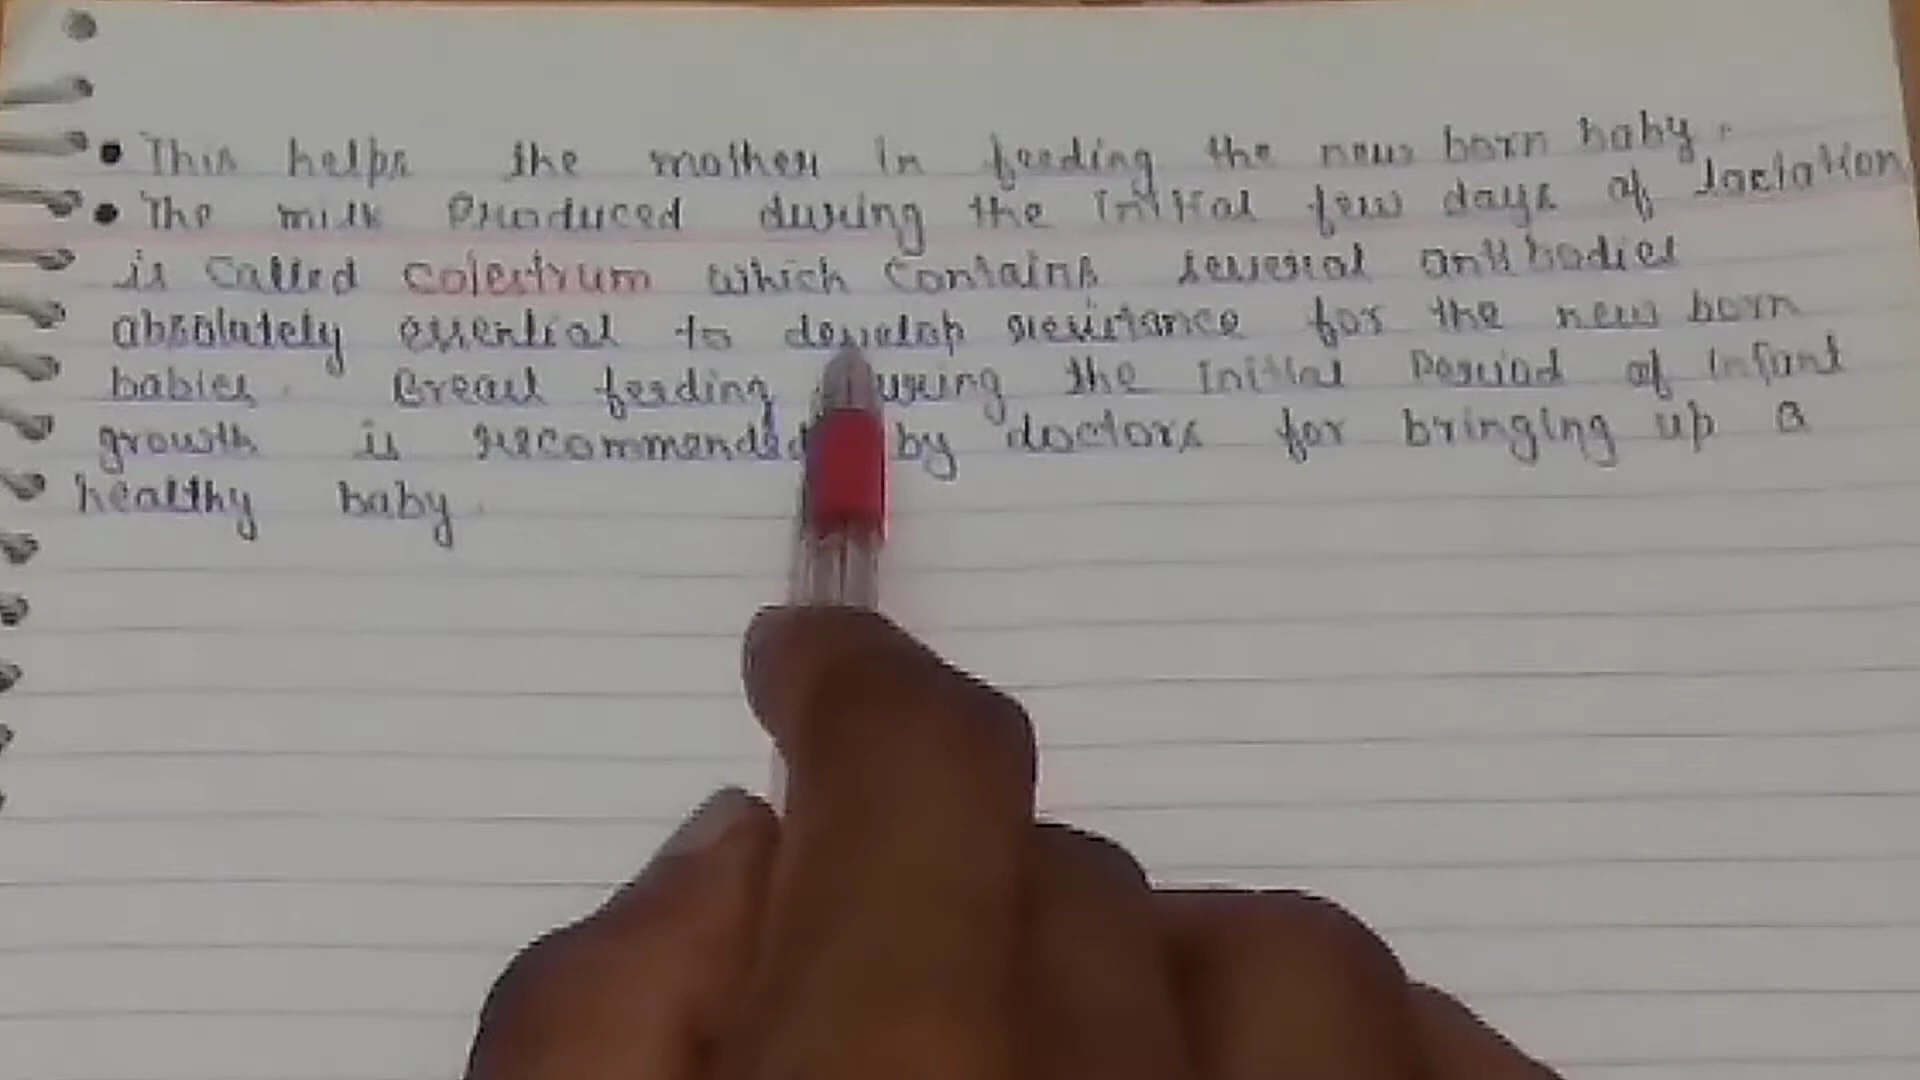 • This helps the mother in feeding the new born baby.
• The milk produced during the initial few days of lactation
is called colestrum which contains several antibodies
absolutely essential to develop resistance for the new born
babies. Breast feeding during the initial period of infant
growth is recommended by doctors for bringing up a
healthy baby.